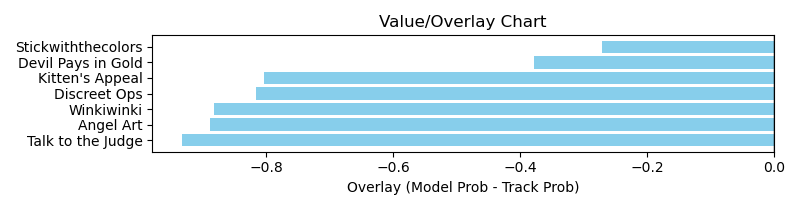 Value/Overlay Chart
Stickwiththecolors
Devil Pays in Gold
Kitten's Appeal
Discreet Ops
Winkiwinki
Angel Art
Talk to the Judge
−0.8 −0.6 −0.4 −0.2 0.0
Overlay (Model Prob - Track Prob)